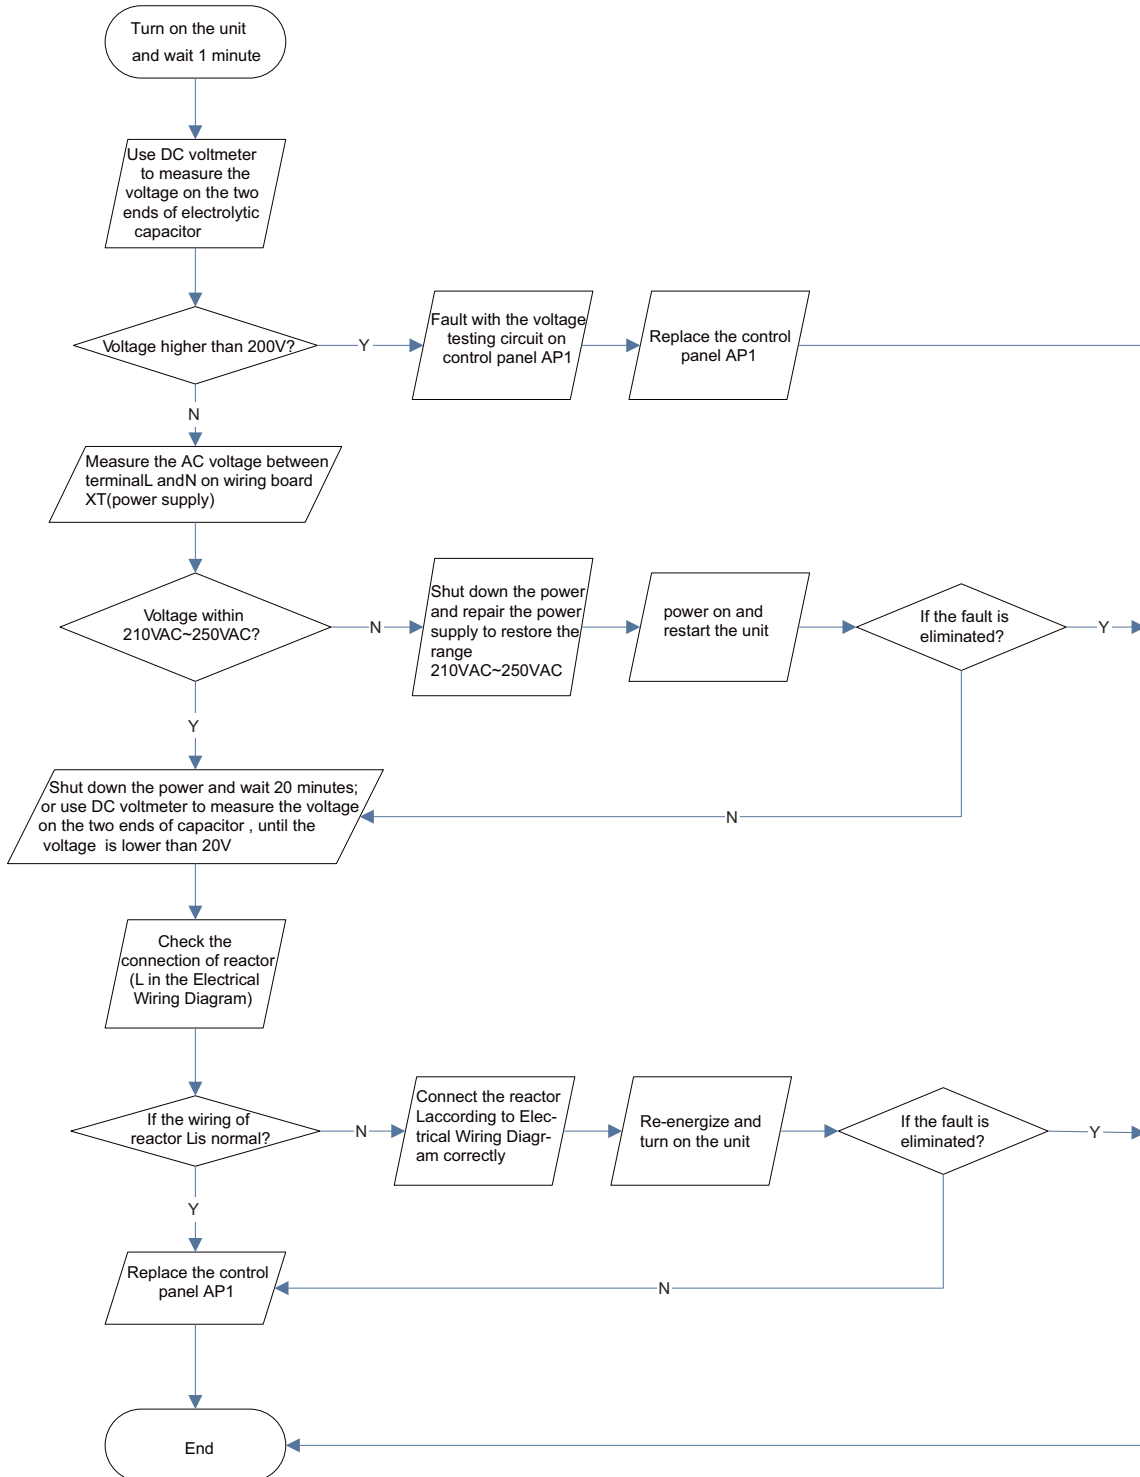 Turn on the unit
and wait 1 minute
Use DC voltmeter
to measure the
voltage on the two
ends of electrolytic
capacitor
Voltage higher than 200V?
Y
Fault with the voltage
testing circuit on
control panel AP1
Replace the control
panel AP1
N
Measure the AC voltage between
terminalL andN on wiring board
XT(power supply)
Voltage within
210VAC~250VAC?
N
Shut down the power
and repair the power
supply to restore the
range
210VAC~250VAC
power on and
restart the unit
If the fault is
eliminated?
Y
Y
N
Shut down the power and wait 20 minutes;
or use DC voltmeter to measure the voltage
on the two ends of capacitor , until the
voltage is lower than 20V
Check the
connection of reactor
(L in the Electrical
Wiring Diagram)
If the wiring of
reactor Lis normal?
N
Connect the reactor
Laccording to Elec-
trical Wiring Diagr-
am correctly
Re-energize and
turn on the unit
If the fault is
eliminated?
Y
Y
N
Replace the control
panel AP1
End